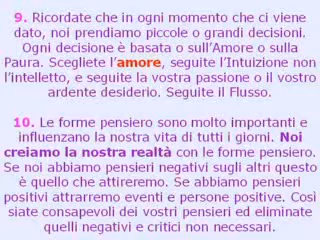 9. Ricordate che in ogni momento che ci viene
dato, noi prendiamo piccole o grandi decisioni.
Ogni decisione è basata o sull'Amore o sulla
Paura. Scegliete l'amore, seguite l'Intuizione non
l'intelletto, e seguite la vostra passione o il vostro
ardente desiderio. Seguite il Flusso.
10. Le forme pensiero sono molto importanti e
influenzano la nostra vita di tutti i giorni. Noi
creiamo la nostra realtà con le forme pensiero.
Se noi abbiamo pensieri negativi sugli altri questo
è quello che attireremo. Se abbiamo pensieri
positivi attrarremo eventi e persone positive. Così
siate consapevoli dei vostri pensieri ed eliminate
quelli negativi e critici non necessari.